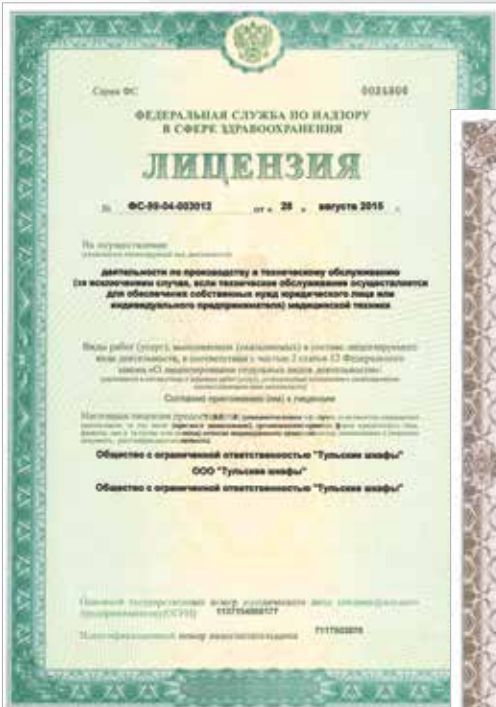 Серия ФС 0024806
ФЕДЕРАЛЬНАЯ СЛУЖБА ПО НАДЗОРУ
В СФЕРЕ ЗДРАВООХРАНЕНИЯ
ЛИЦЕНЗИЯ
№ ФС-99-04-003012 от « 28 » августа 2015 г.
На осуществление
деятельности по производству и техническому обслуживанию
(за исключением случая, если техническое обслуживание осуществляется
для обеспечения собственных нужд юридического лица или
индивидуального предпринимателя) медицинской техники
Виды работ (услуг), выполняемых (оказываемых) в составе лицензируемого
вида деятельности, в соответствии с частью 2 статьи 12 Федерального
закона «О лицензировании отдельных видов деятельности»:
Согласно приложению (ям) к лицензии
Настоящая лицензия предоставлена
Общество с ограниченной ответственностью "Тульские шкафы"
ООО "Тульские шкафы"
Общество с ограниченной ответственностью "Тульские шкафы"
Основной государственный номер юридического лица (индивидуального
предпринимателя) (ОГРН)
Идентификационный номер налогоплательщика